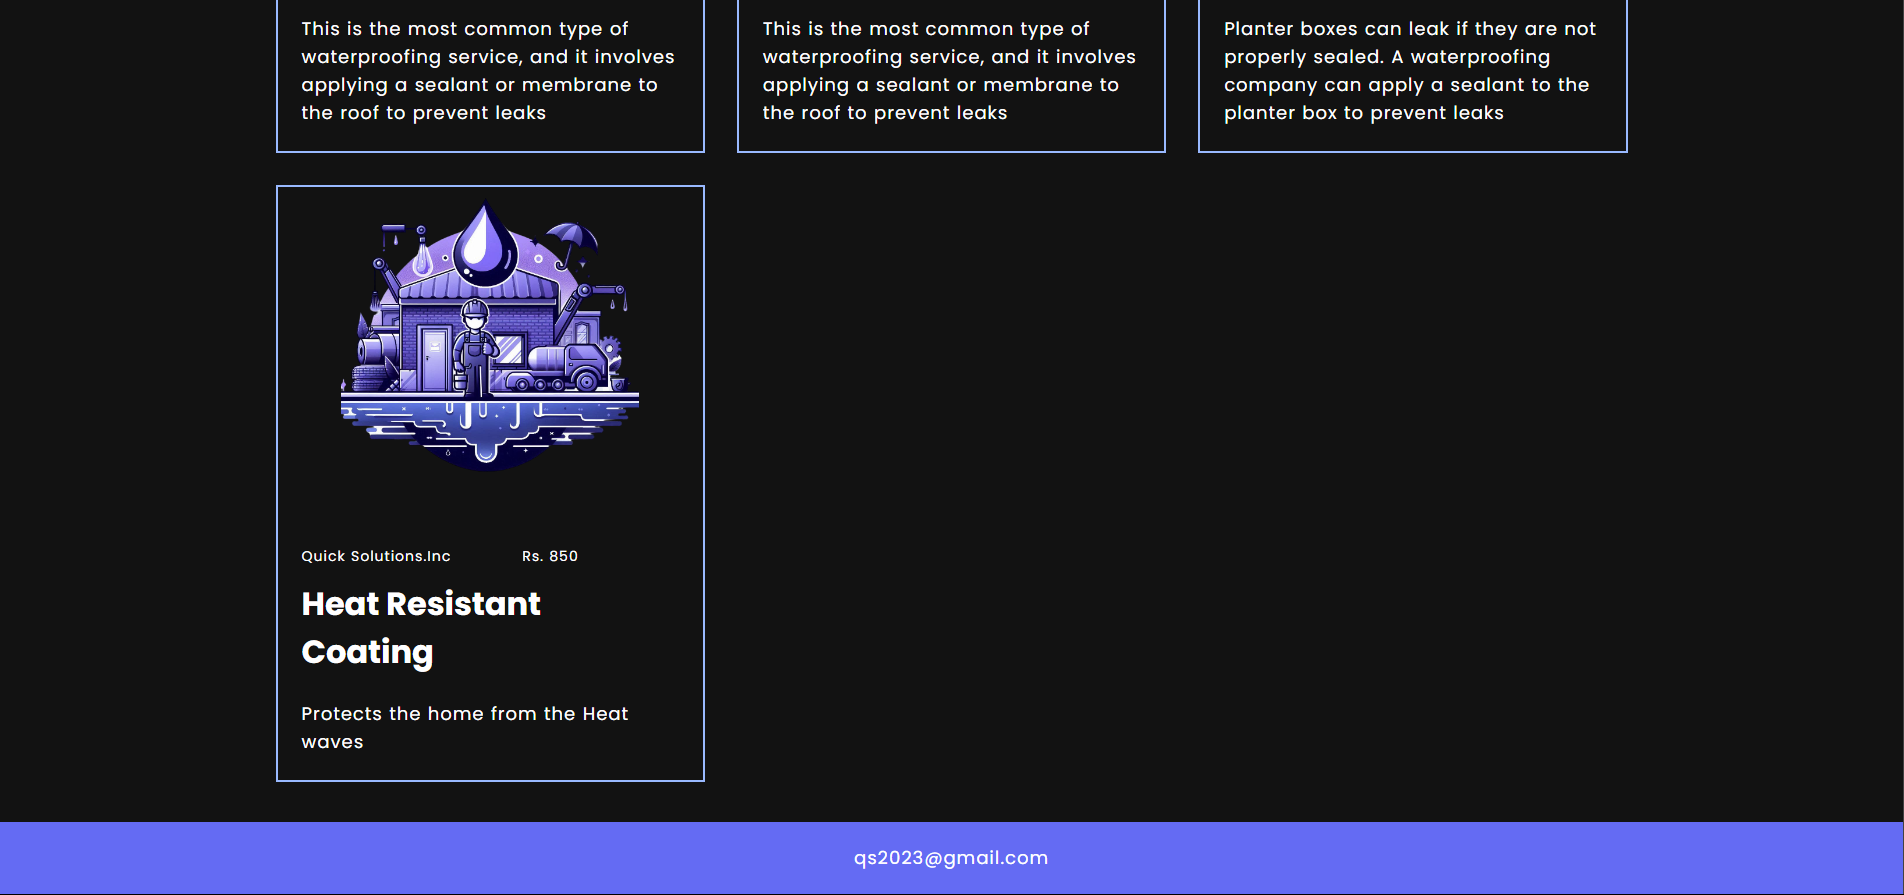 This is the most common type of
waterproofing service, and it involves
applying a sealant or membrane to
the roof to prevent leaks
This is the most common type of
waterproofing service, and it involves
applying a sealant or membrane to
the roof to prevent leaks
Planter boxes can leak if they are not
properly sealed. A waterproofing
company can apply a sealant to the
planter box to prevent leaks
Quick Solutions.Inc Rs. 850
Heat Resistant
Coating
Protects the home from the Heat
waves
qs2023@gmail.com